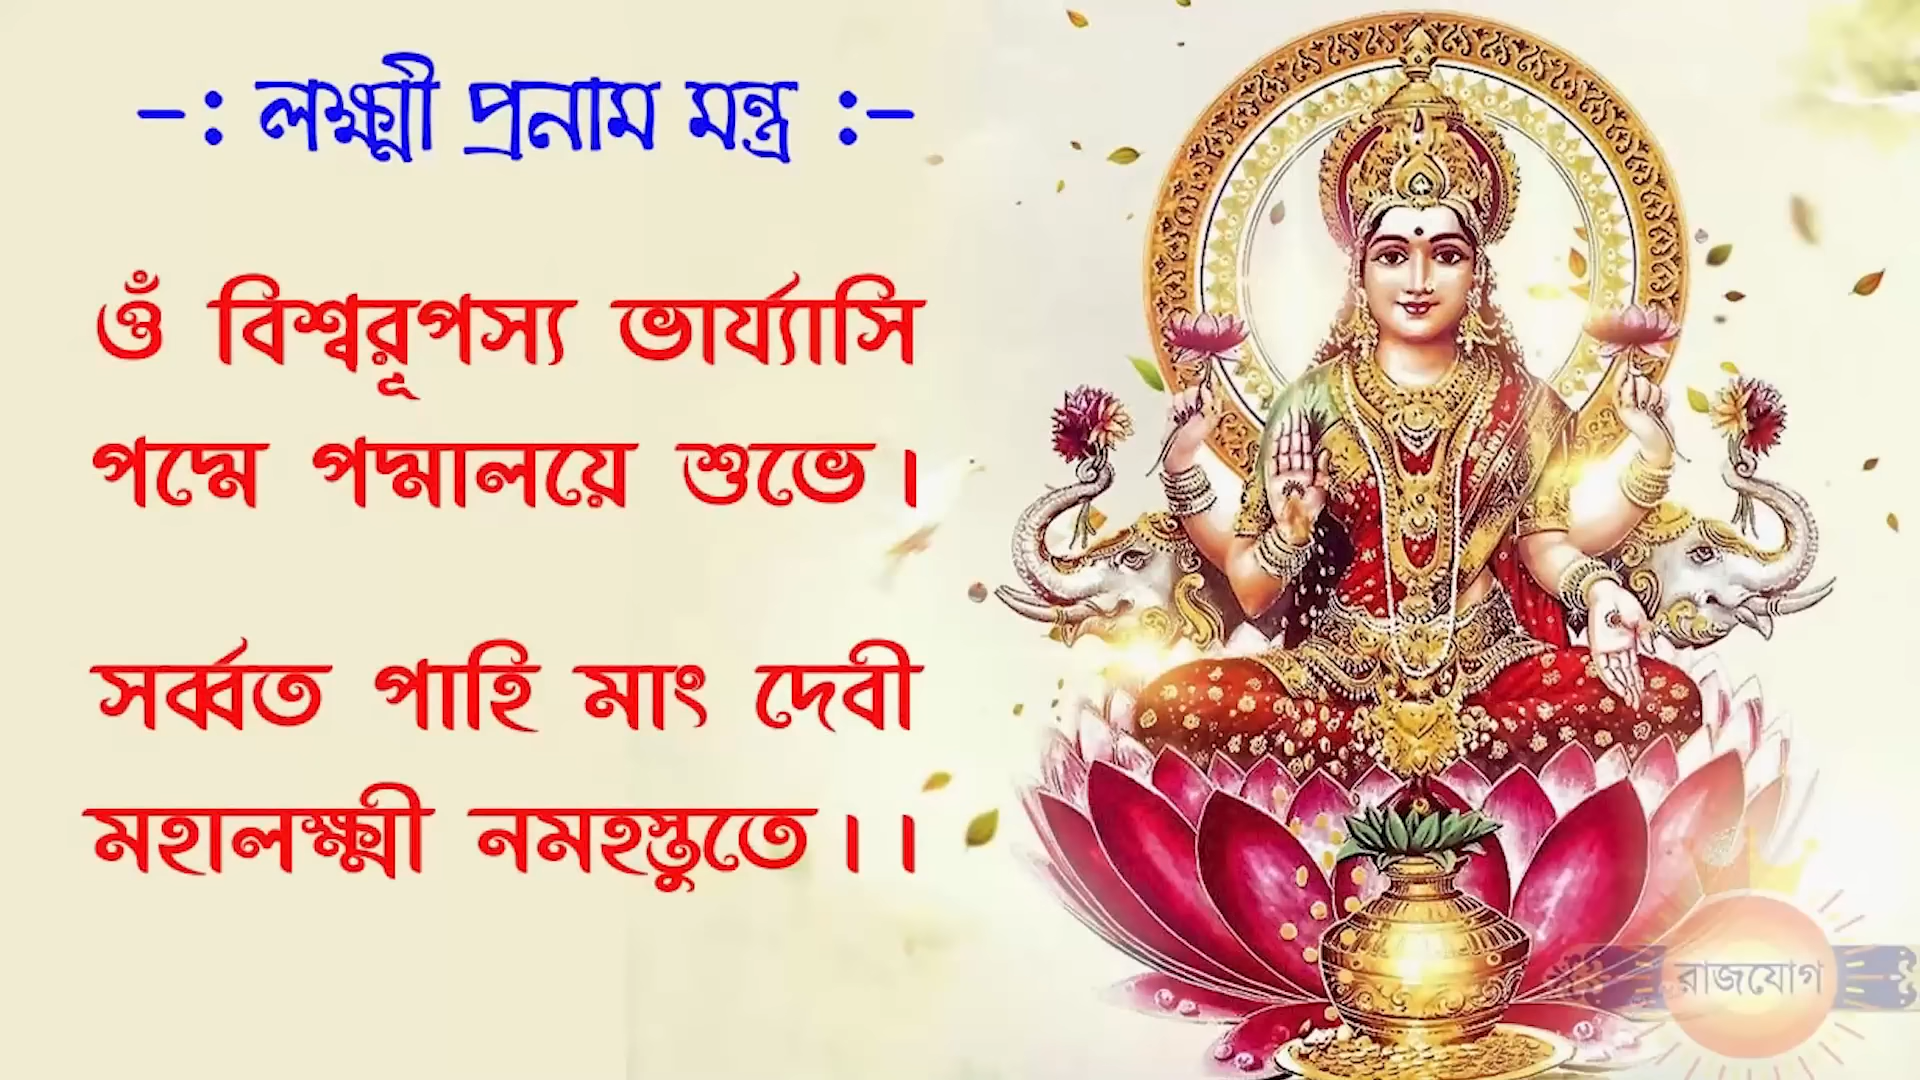 -: লক্ষ্মী প্রনাম মন্ত্র :-
ওঁ বিশ্বরূপস্য ভার্য্যাসি
পদ্মে পদ্মালয়ে শুভে।
সর্ব্বত পাহি মাং দেবী
মহালক্ষ্মী নমহস্তুতে।।
রাজযোগ